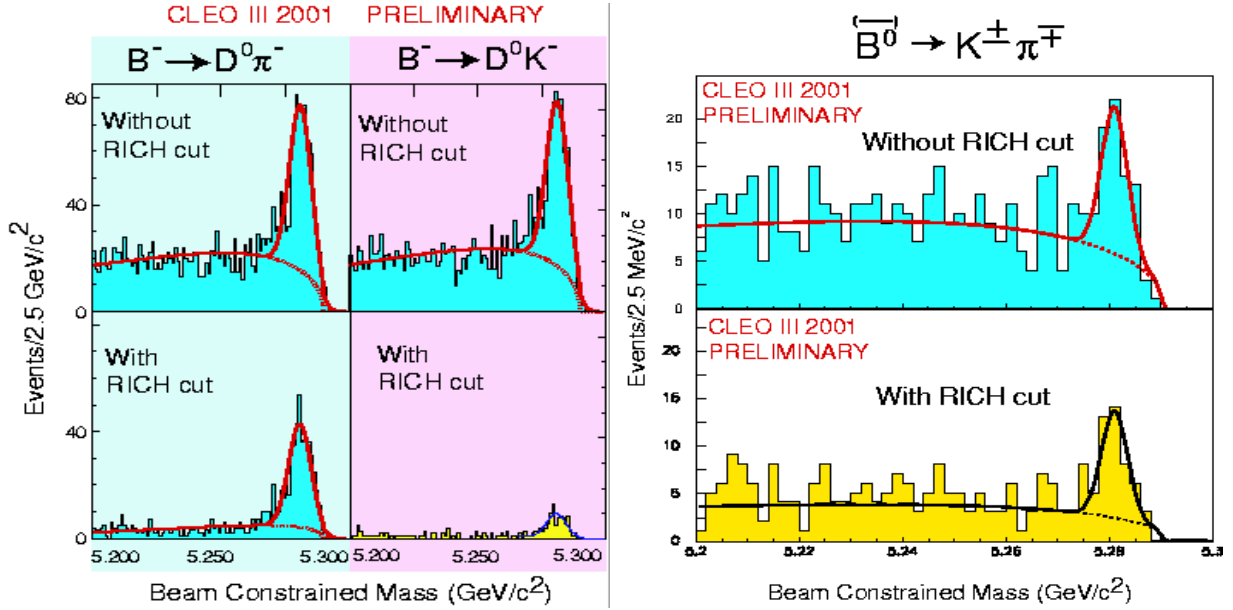 CLEO III 2001 PRELIMINARY
B⁻ → D⁰π⁻
B⁻ → D⁰K⁻
80
40
0
Without
RICH cut
Without
RICH cut
80
40
0
With
RICH cut
With
RICH cut
Events/2.5 GeV/c²
5.200 5.250 5.300 5.200 5.250 5.300
Beam Constrained Mass (GeV/c²)
(B⁰) → K± π∓
CLEO III 2001
PRELIMINARY
Without RICH cut
20
15
10
5
0
CLEO III 2001
PRELIMINARY
With RICH cut
20
15
10
5
0
Events/2.5 MeV/c²
5.2 5.22 5.24 5.26 5.28 5.3
Beam Constrained Mass (GeV/c²)